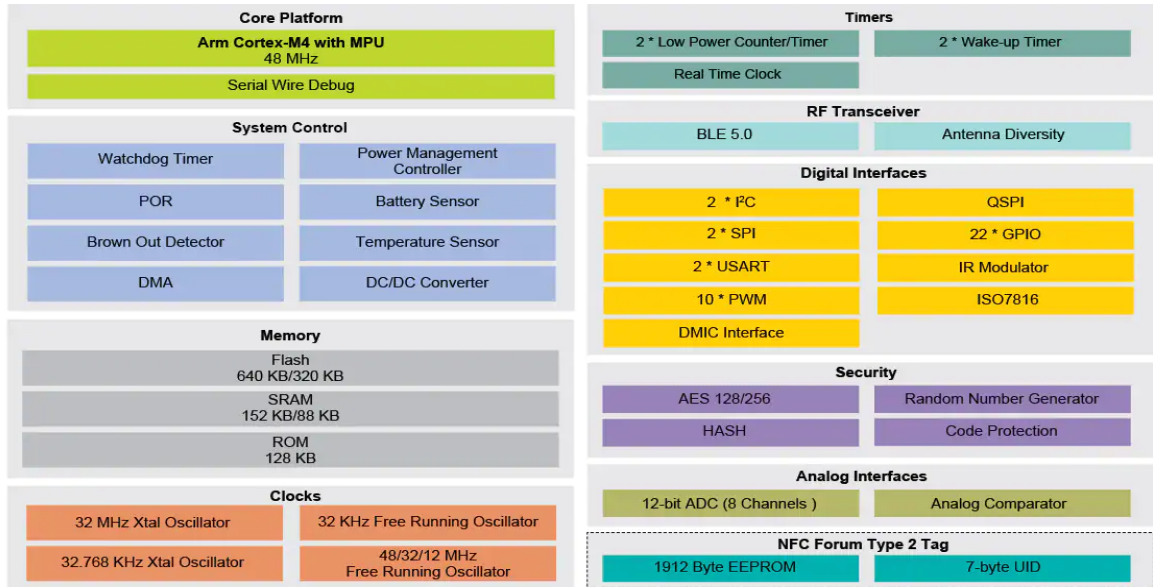 Core Platform
Arm Cortex-M4 with MPU
48 MHz
Serial Wire Debug
System Control
Watchdog Timer
Power Management
Controller
POR
Battery Sensor
Brown Out Detector
Temperature Sensor
DMA
DC/DC Converter
Memory
Flash
640 KB/320 KB
SRAM
152 KB/88 KB
ROM
128 KB
Clocks
32 MHz Xtal Oscillator
32 KHz Free Running Oscillator
32.768 KHz Xtal Oscillator
48/32/12 MHz
Free Running Oscillator
Timers
2 * Low Power Counter/Timer
2 * Wake-up Timer
Real Time Clock
RF Transceiver
BLE 5.0
Antenna Diversity
Digital Interfaces
2 * I²C
QSPI
2 * SPI
22 * GPIO
2 * USART
IR Modulator
10 * PWM
ISO7816
DMIC Interface
Security
AES 128/256
Random Number Generator
HASH
Code Protection
Analog Interfaces
12-bit ADC (8 Channels )
Analog Comparator
NFC Forum Type 2 Tag
1912 Byte EEPROM
7-byte UID